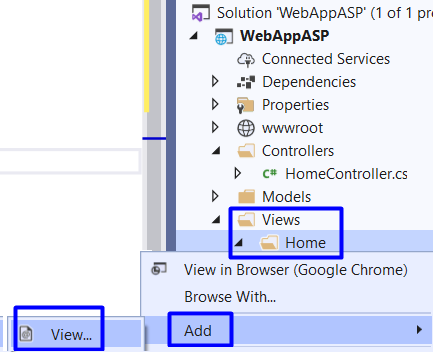 Solution 'WebAppASP' (1 of 1 pro
WebAppASP
Connected Services
Dependencies
Properties
wwwroot
Controllers
C# HomeController.cs
Models
Views
Home
View in Browser (Google Chrome)
Browse With...
Add
View...